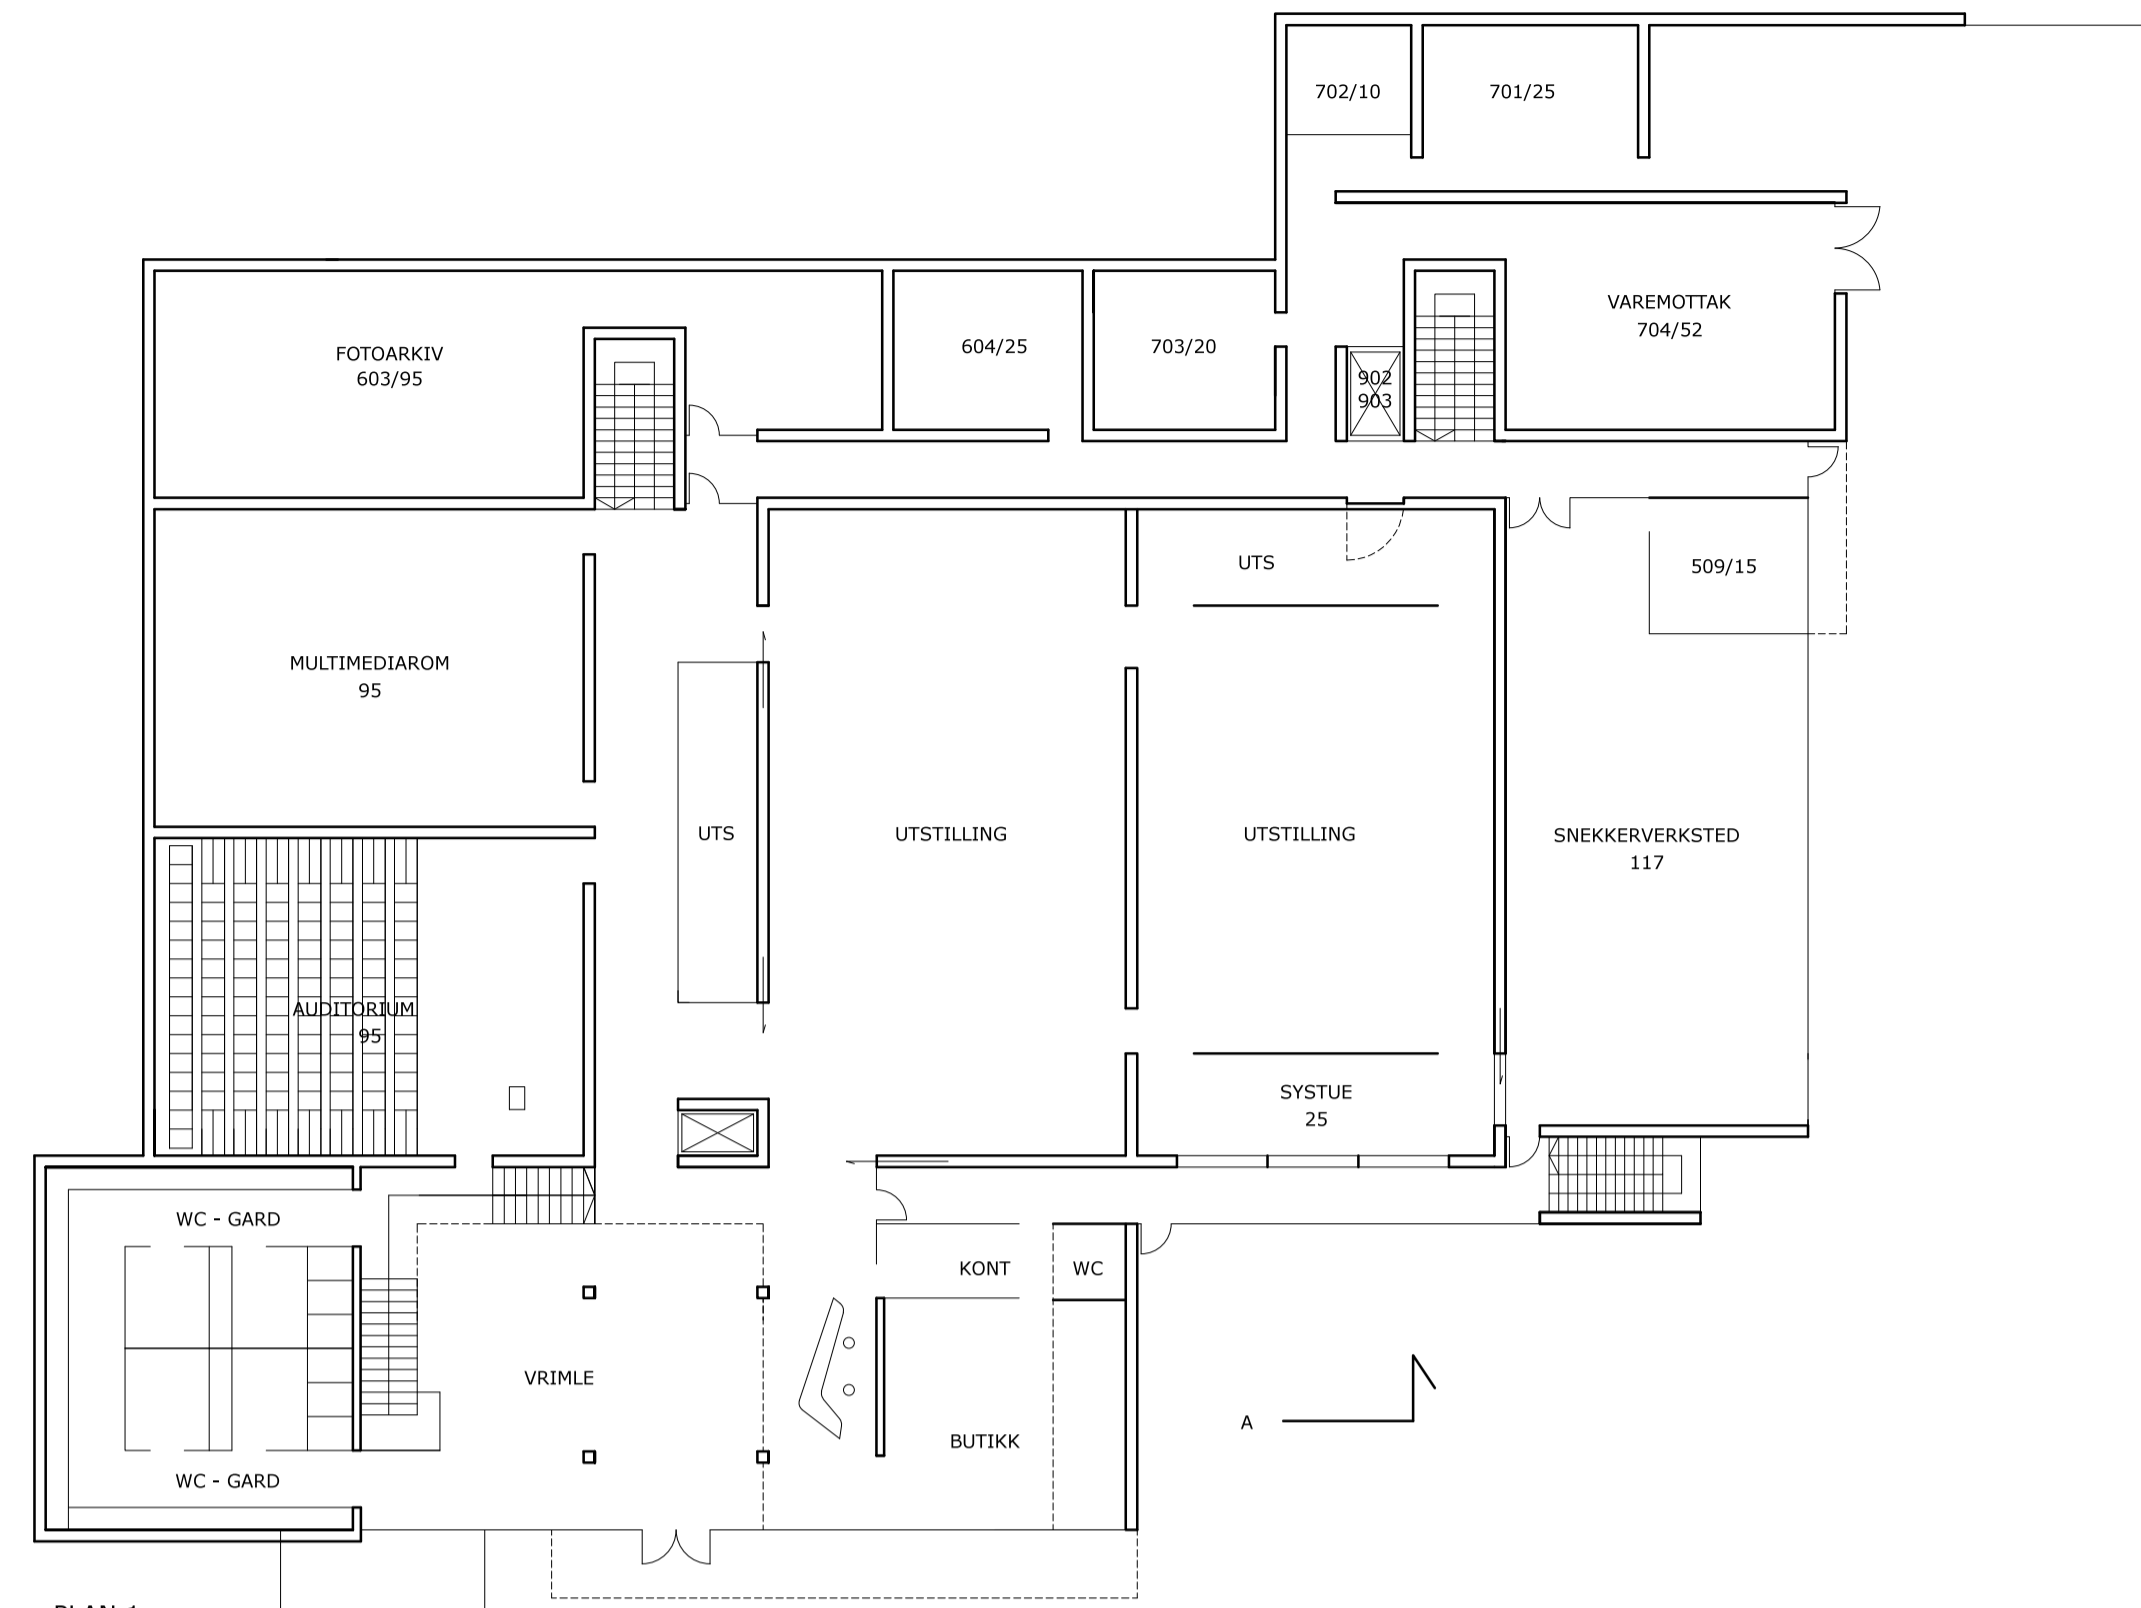 702/10
701/25
VAREMOTTAK
704/52
FOTOARKIV
603/95
604/25
703/20
902
903
UTS
509/15
MULTIMEDIAROM
95
UTS
UTSTILLING
UTSTILLING
SNEKKERVERKSTED
117
AUDITORIUM
95
SYSTUE
25
WC - GARD
KONT
WC
VRIMLE
BUTIKK
A
WC - GARD
PLAN 1